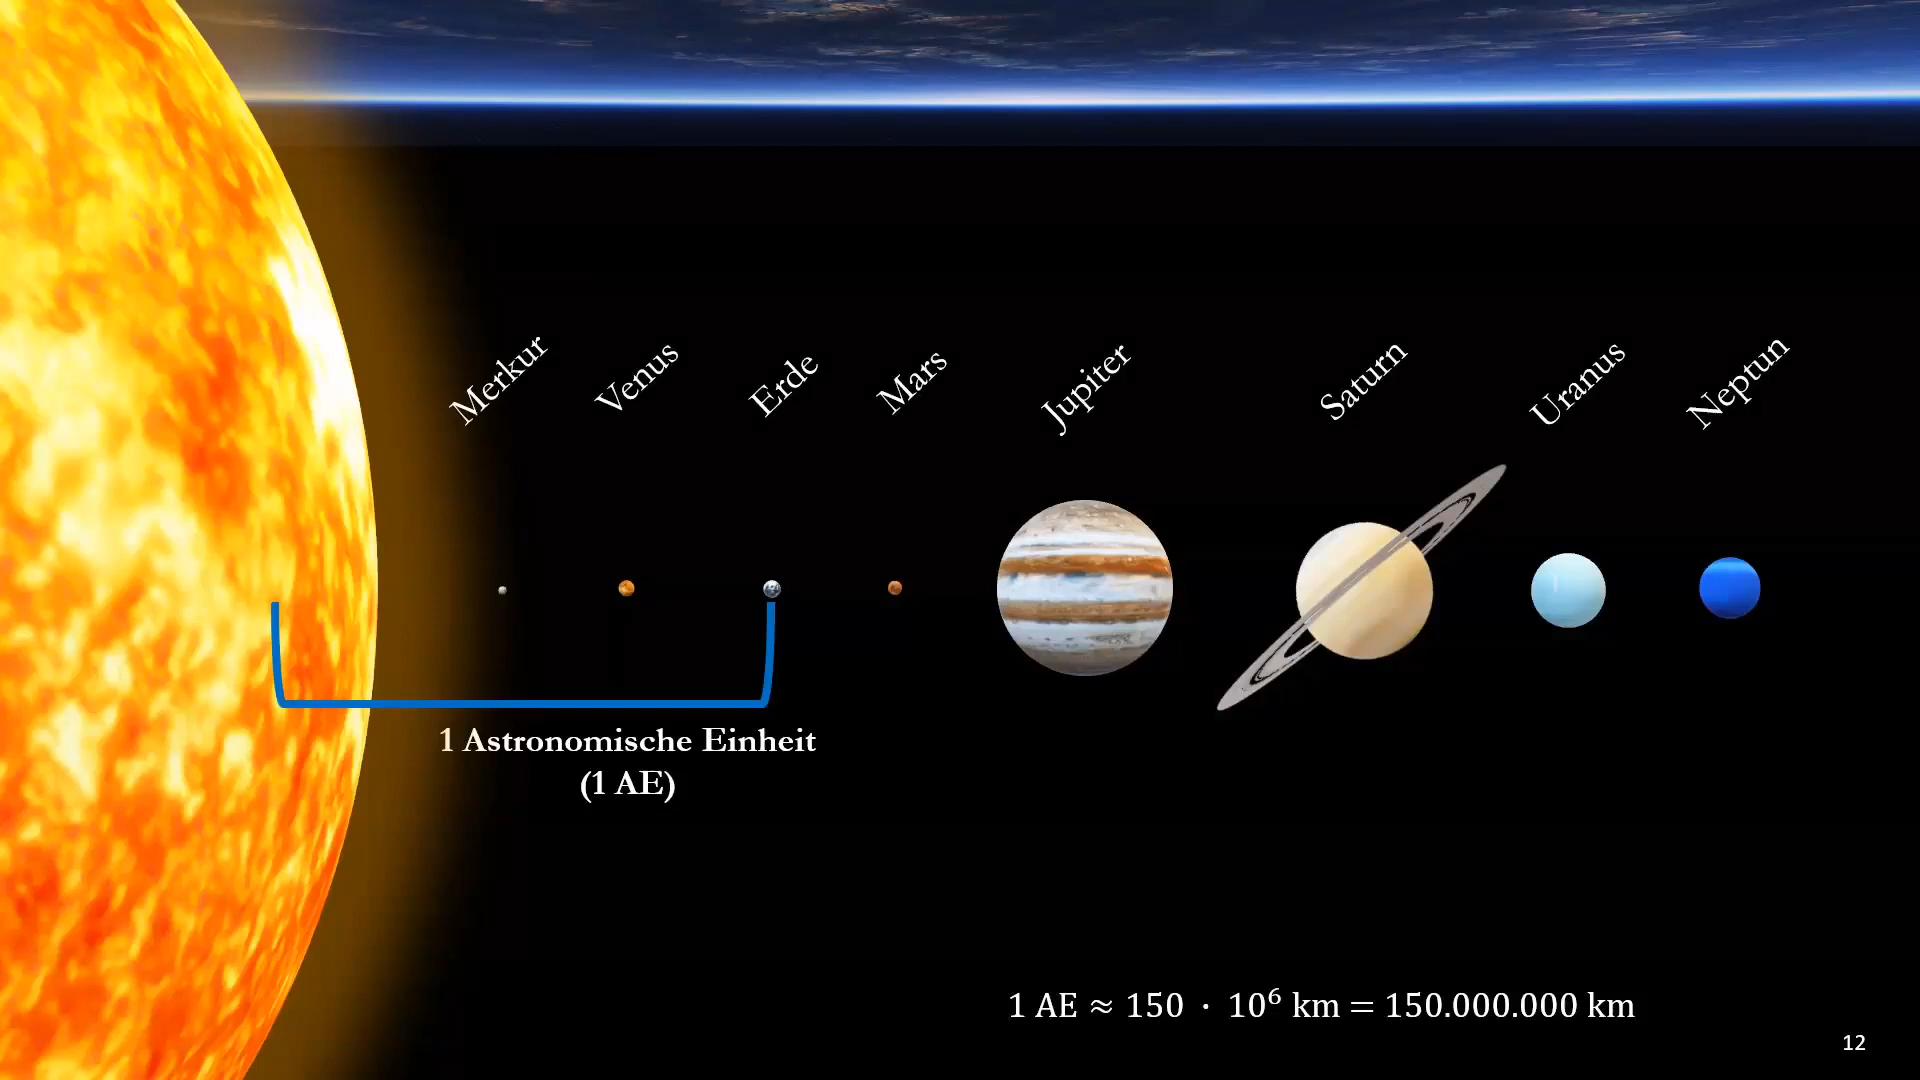 Merkur
Venus
Erde
Mars
Jupiter
Saturn
Uranus
Neptun
1 Astronomische Einheit
(1 AE)
1 AE ≈ 150 · 10⁶ km = 150.000.000 km
12